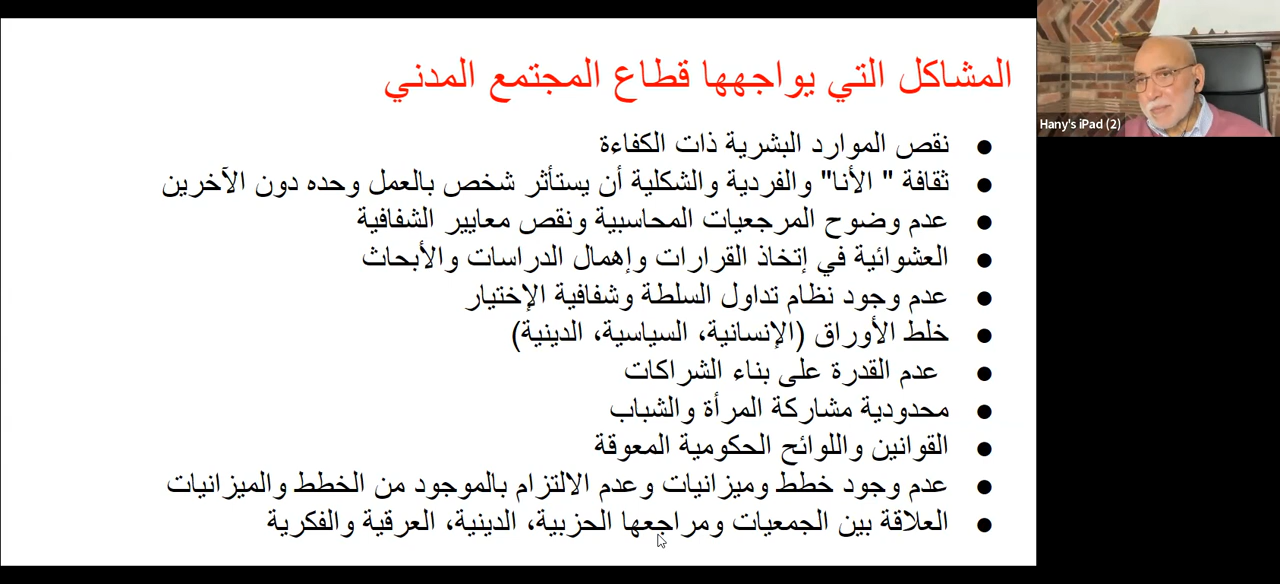 المشاكل التي يواجهها قطاع المجتمع المدني
● نقص الموارد البشرية ذات الكفاءة
● ثقافة " الأنا" والفردية والشكلية أن يستأثر شخص بالعمل وحده دون الآخرين
● عدم وضوح المرجعيات المحاسبية ونقص معايير الشفافية
● العشوائية في إتخاذ القرارات وإهمال الدراسات والأبحاث
● عدم وجود نظام تداول السلطة وشفافية الإختيار
● خلط الأوراق (الإنسانية، السياسية، الدينية)
● عدم القدرة على بناء الشراكات
● محدودية مشاركة المرأة والشباب
● القوانين واللوائح الحكومية المعوقة
● عدم وجود خطط وميزانيات وعدم الالتزام بالموجود من الخطط والميزانيات
● العلاقة بين الجمعيات ومراجعها الحزبية، الدينية، العرقية والفكرية
Hany's iPad (2)